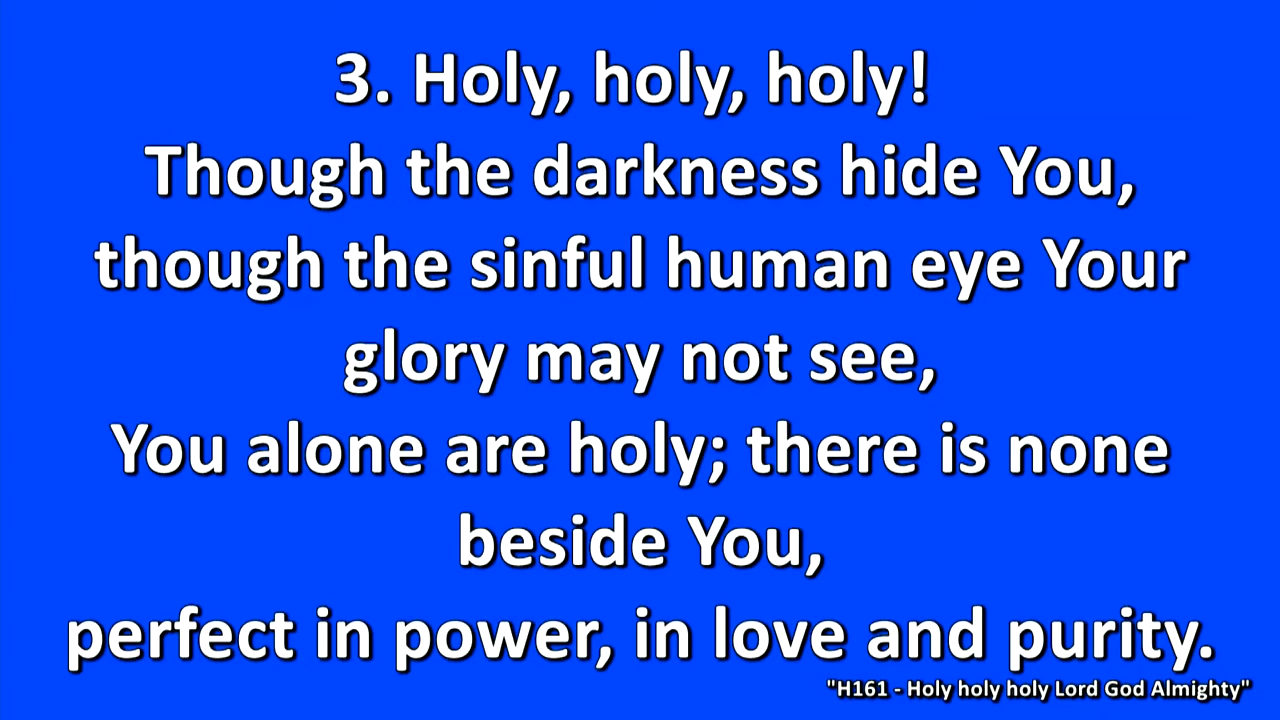 3. Holy, holy, holy!
Though the darkness hide You,
though the sinful human eye Your
glory may not see,
You alone are holy; there is none
beside You,
perfect in power, in love and purity.
"H161 - Holy holy holy Lord God Almighty"